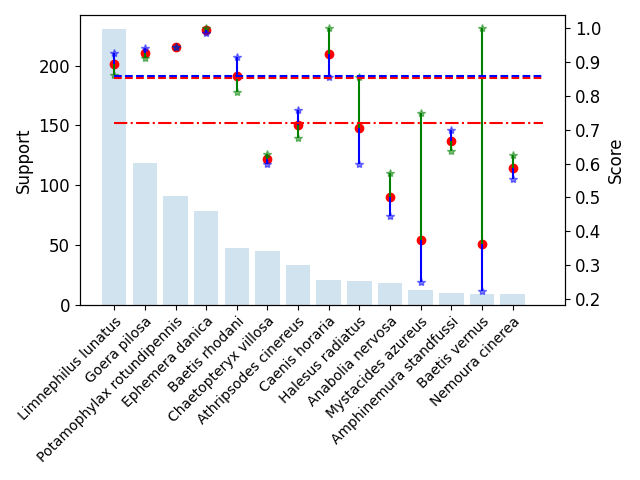 Support
200
150
100
50
0
1.0
0.9
0.8
0.7
0.6
0.5
0.4
0.3
0.2
Score
Limnephilus lunatus
Goera pilosa
Potamophylax rotundipennis
Ephemera danica
Baetis rhodani
Chaetopteryx villosa
Athripsodes cinereus
Caenis horaria
Halesus radiatus
Anabolia nervosa
Mystacides azureus
Amphinemura standfussi
Baetis vernus
Nemoura cinerea